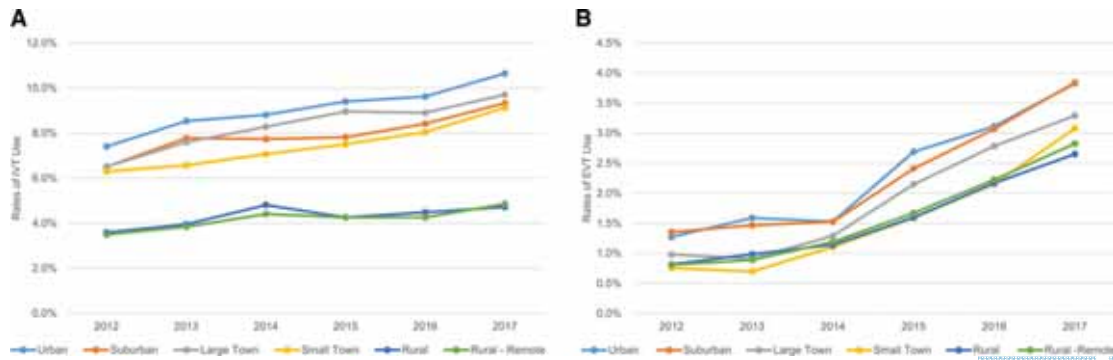 A
B
Rates of IVT Use
12.0%
10.0%
8.0%
6.0%
4.0%
2.0%
0.0%
2012 2013 2014 2015 2016 2017
Urban Suburban Large Town Small Town Rural Rural - Remote
Rates of EVT Use
4.5%
4.0%
3.5%
3.0%
2.5%
2.0%
1.5%
1.0%
0.5%
0.0%
2012 2013 2014 2015 2016 2017
Urban Suburban Large Town Small Town Rural Rural - Remote